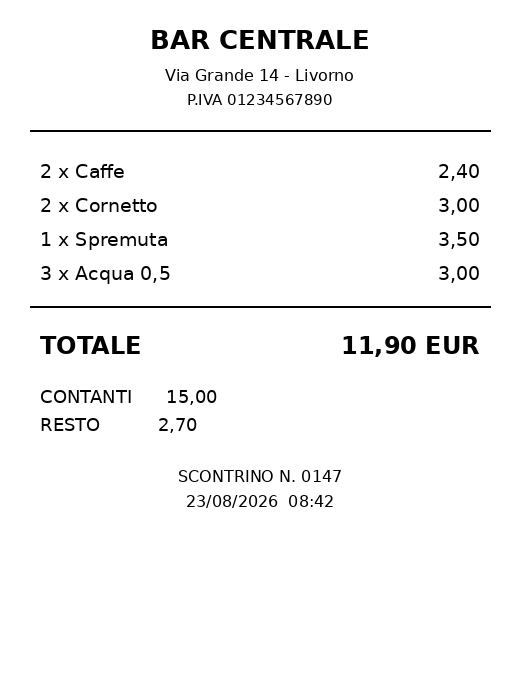 BAR CENTRALE
Via Grande 14 - Livorno
P.IVA 01234567890
2 x Caffe 2,40
2 x Cornetto 3,00
1 x Spremuta 3,50
3 x Acqua 0,5 3,00
TOTALE 11,90 EUR
CONTANTI 15,00
RESTO 2,70
SCONTRINO N. 0147
23/08/2026 08:42